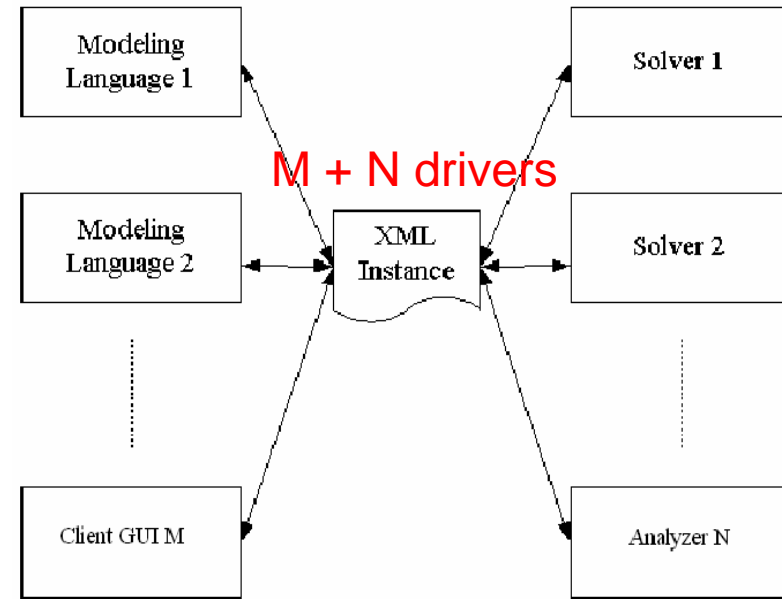 Modeling
Language 1
Solver 1
M + N drivers
Modeling
Language 2
XML
Instance
Solver 2
Client GUI M
Analyzer N